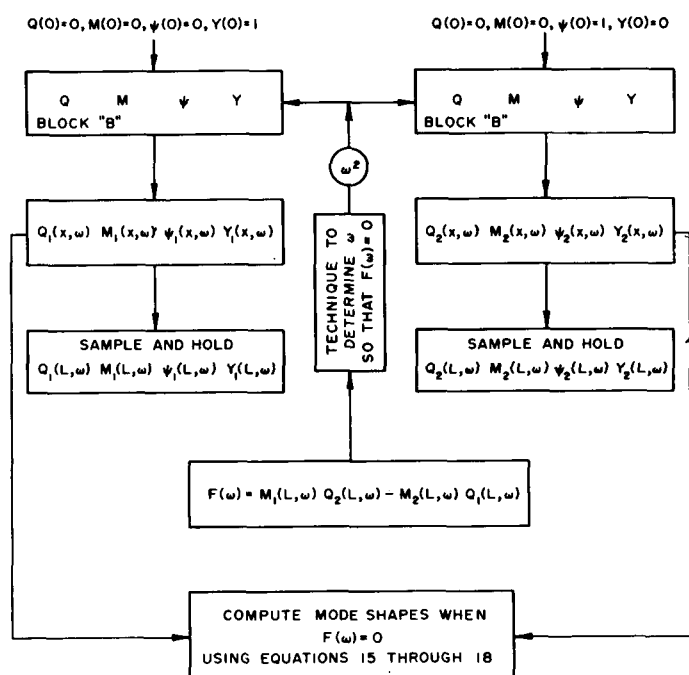 Q(0)=0, M(0)=0, ψ(0)=0, Y(0)=1
Q(0)=0, M(0)=0, ψ(0)=1, Y(0)=0
Q M ψ Y
BLOCK "B"
Q M ψ Y
BLOCK "B"
ω²
Q₁(x,ω) M₁(x,ω) ψ₁(x,ω) Y₁(x,ω)
Q₂(x,ω) M₂(x,ω) ψ₂(x,ω) Y₂(x,ω)
TECHNIQUE TO
DETERMINE ω
SO THAT F(ω)=0
SAMPLE AND HOLD
Q₁(L,ω) M₁(L,ω) ψ₁(L,ω) Y₁(L,ω)
SAMPLE AND HOLD
Q₂(L,ω) M₂(L,ω) ψ₂(L,ω) Y₂(L,ω)
F(ω) = M₁(L,ω) Q₂(L,ω) – M₂(L,ω) Q₁(L,ω)
COMPUTE MODE SHAPES WHEN
F(ω)=0
USING EQUATIONS 15 THROUGH 18